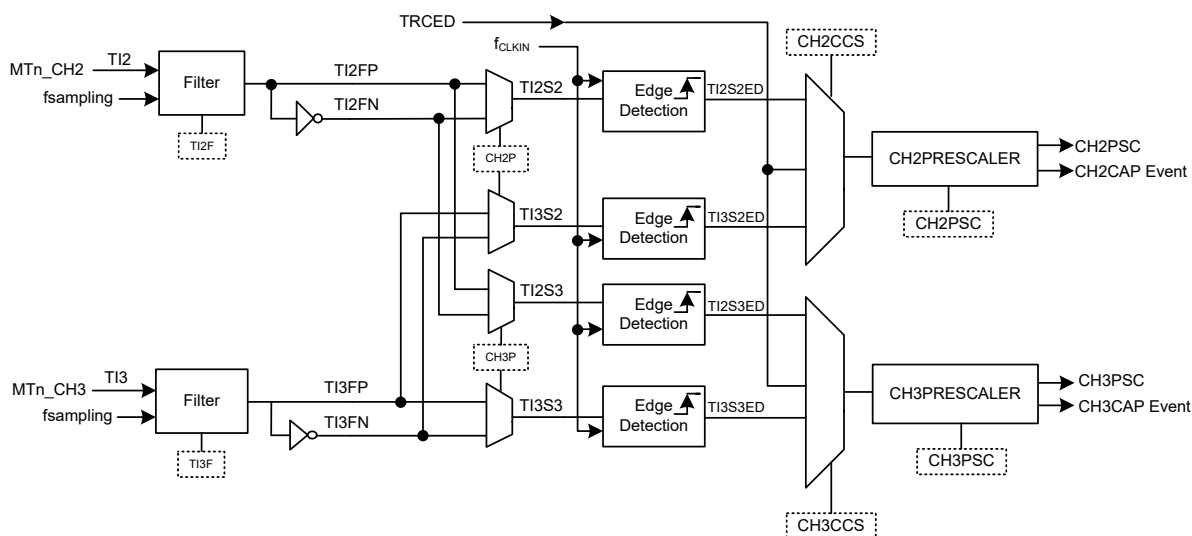 TRCED
fCLKIN
CH2CCS
MTn_CH2
TI2
fsampling
Filter
TI2F
TI2FP
TI2FN
CH2P
TI2S2
Edge
Detection
TI2S2ED
CH2PRESCALER
CH2PSC
CH2CAP Event
CH2PSC
TI3S2
Edge
Detection
TI3S2ED
TI2S3
Edge
Detection
TI2S3ED
CH3P
MTn_CH3
TI3
fsampling
Filter
TI3F
TI3FP
TI3FN
TI3S3
Edge
Detection
TI3S3ED
CH3PRESCALER
CH3PSC
CH3CAP Event
CH3PSC
CH3CCS